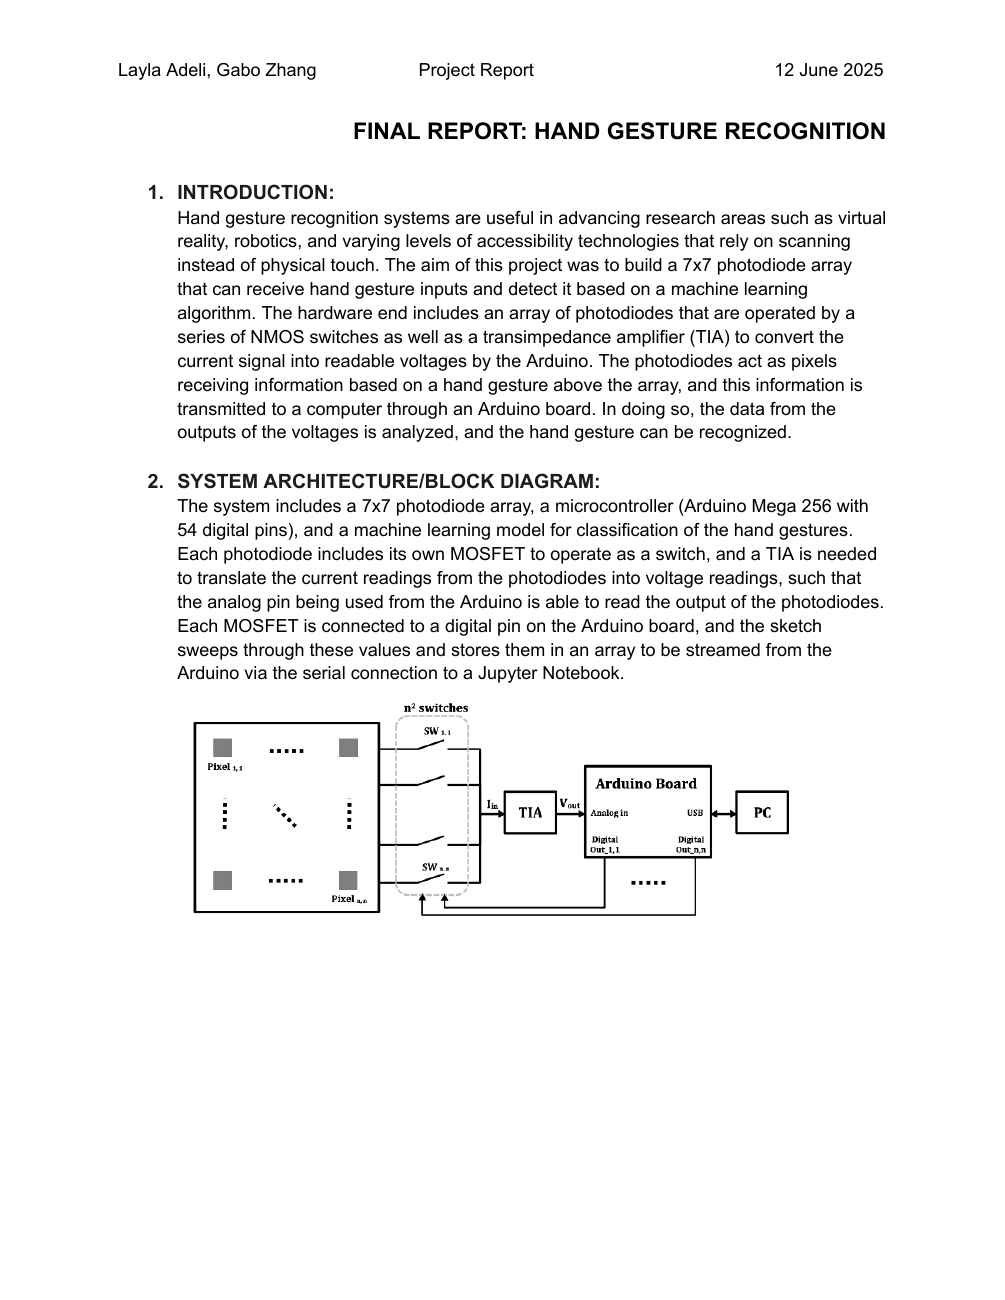 Layla Adeli, Gabo Zhang Project Report 12 June 2025
FINAL REPORT: HAND GESTURE RECOGNITION
1. INTRODUCTION:
Hand gesture recognition systems are useful in advancing research areas such as virtual
reality, robotics, and varying levels of accessibility technologies that rely on scanning
instead of physical touch. The aim of this project was to build a 7x7 photodiode array
that can receive hand gesture inputs and detect it based on a machine learning
algorithm. The hardware end includes an array of photodiodes that are operated by a
series of NMOS switches as well as a transimpedance amplifier (TIA) to convert the
current signal into readable voltages by the Arduino. The photodiodes act as pixels
receiving information based on a hand gesture above the array, and this information is
transmitted to a computer through an Arduino board. In doing so, the data from the
outputs of the voltages is analyzed, and the hand gesture can be recognized.
2. SYSTEM ARCHITECTURE/BLOCK DIAGRAM:
The system includes a 7x7 photodiode array, a microcontroller (Arduino Mega 256 with
54 digital pins), and a machine learning model for classification of the hand gestures.
Each photodiode includes its own MOSFET to operate as a switch, and a TIA is needed
to translate the current readings from the photodiodes into voltage readings, such that
the analog pin being used from the Arduino is able to read the output of the photodiodes.
Each MOSFET is connected to a digital pin on the Arduino board, and the sketch
sweeps through these values and stores them in an array to be streamed from the
Arduino via the serial connection to a Jupyter Notebook.
n² switches
SW 1,1
Pixel 1,1
SW n,n
Pixel n,n
Iin
TIA
Vout
Arduino Board
Analog in USB
Digital Digital
Out_1,1 Out_n,n
PC